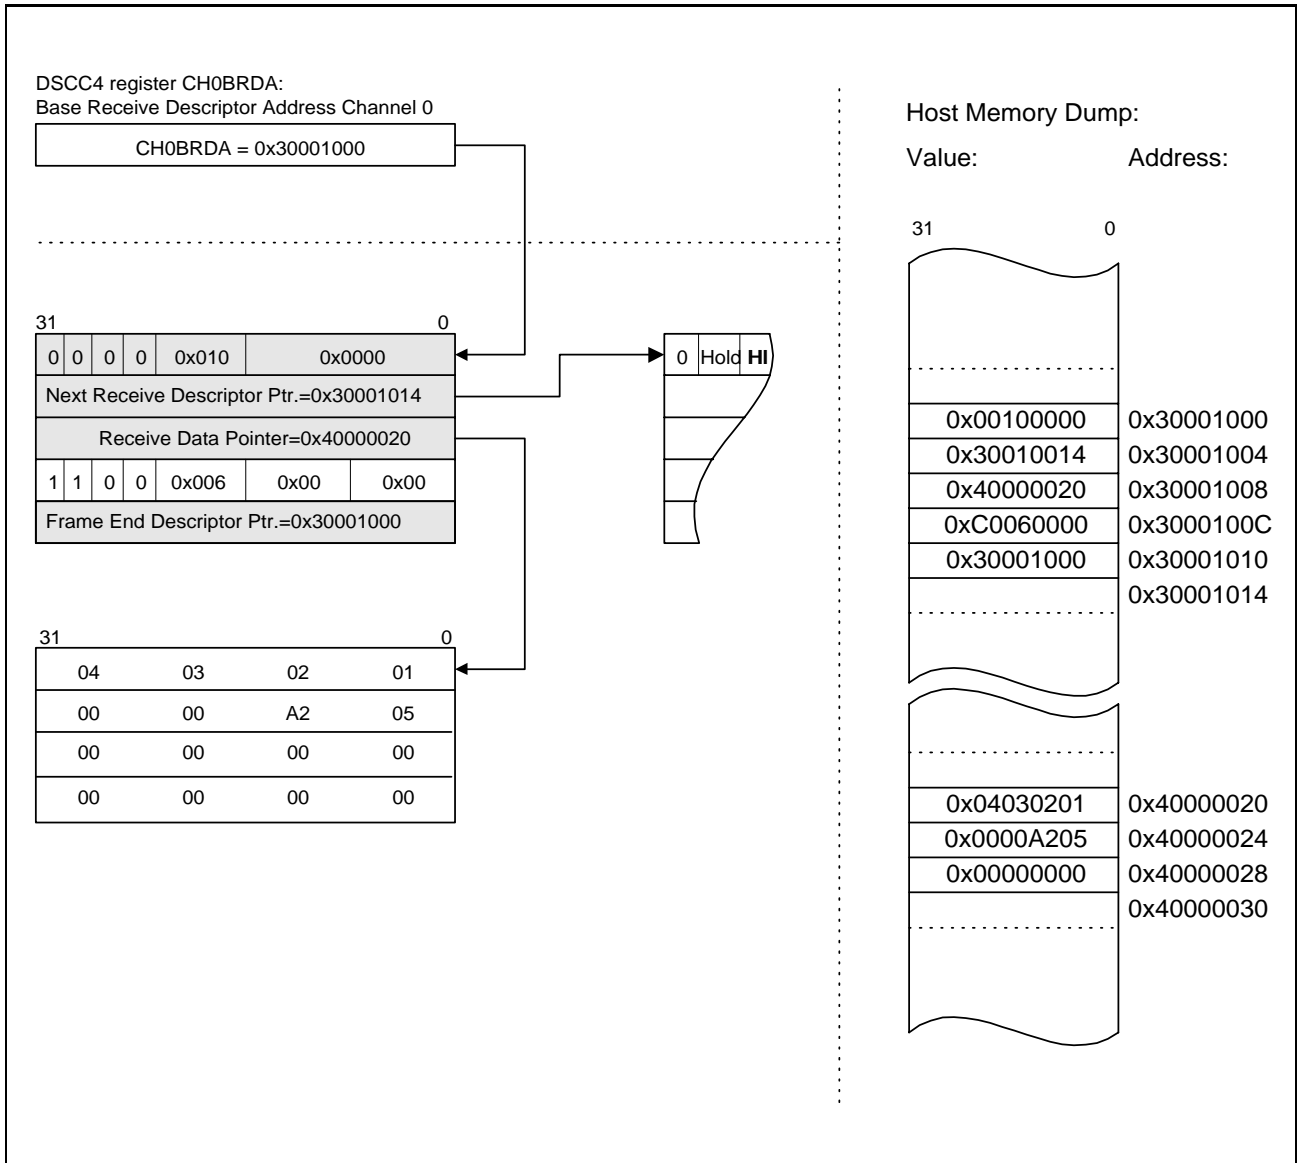 DSCC4 register CH0BRDA:
Base Receive Descriptor Address Channel 0
CH0BRDA = 0x30001000
31 0
0 0 0 0 0x010 0x0000
Next Receive Descriptor Ptr.=0x30001014
Receive Data Pointer=0x40000020
1 1 0 0 0x006 0x00 0x00
Frame End Descriptor Ptr.=0x30001000
0 Hold HI
31 0
04 03 02 01
00 00 A2 05
00 00 00 00
00 00 00 00
Host Memory Dump:
Value: Address:
31 0
0x00100000 0x30001000
0x30010014 0x30001004
0x40000020 0x30001008
0xC0060000 0x3000100C
0x30001000 0x30001010
0x30001014
0x04030201 0x40000020
0x0000A205 0x40000024
0x00000000 0x40000028
0x40000030